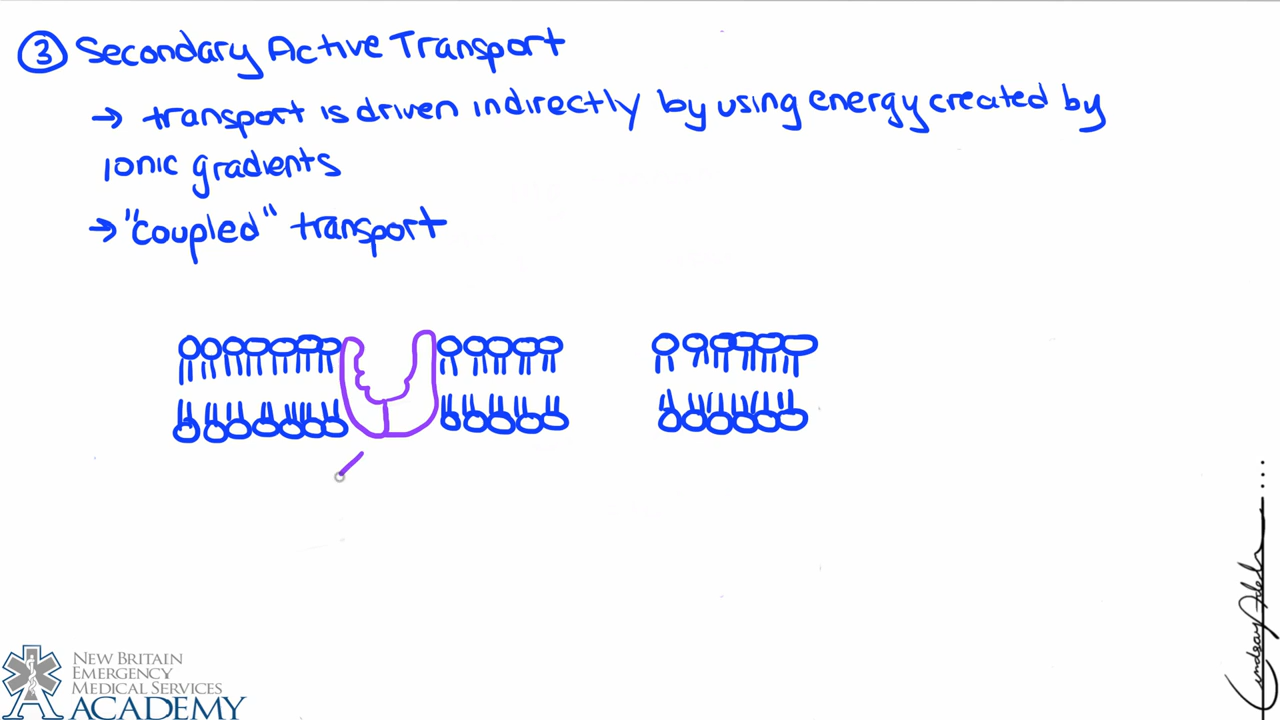 ③ Secondary Active Transport
→ transport is driven indirectly by using energy created by
ionic gradients
→ "coupled" transport
NEW BRITAIN
EMERGENCY
MEDICAL SERVICES
ACADEMY